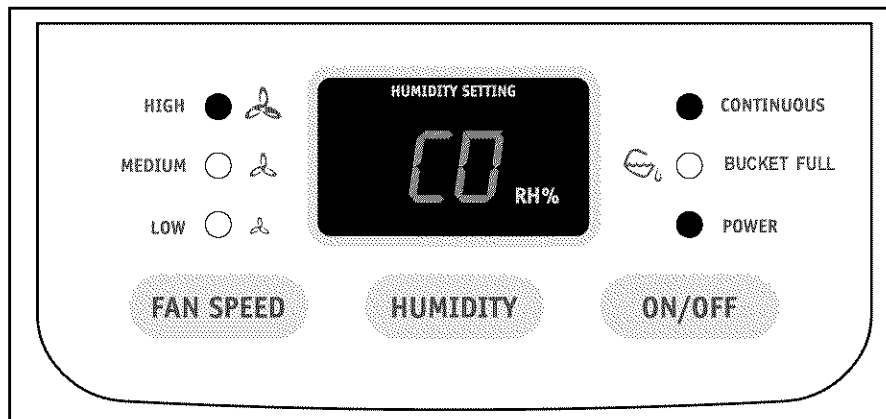 HUMIDITY SETTING
HIGH
CONTINUOUS
CO
MEDIUM
BUCKET FULL
RH%
LOW
POWER
FAN SPEED
HUMIDITY
ON/OFF